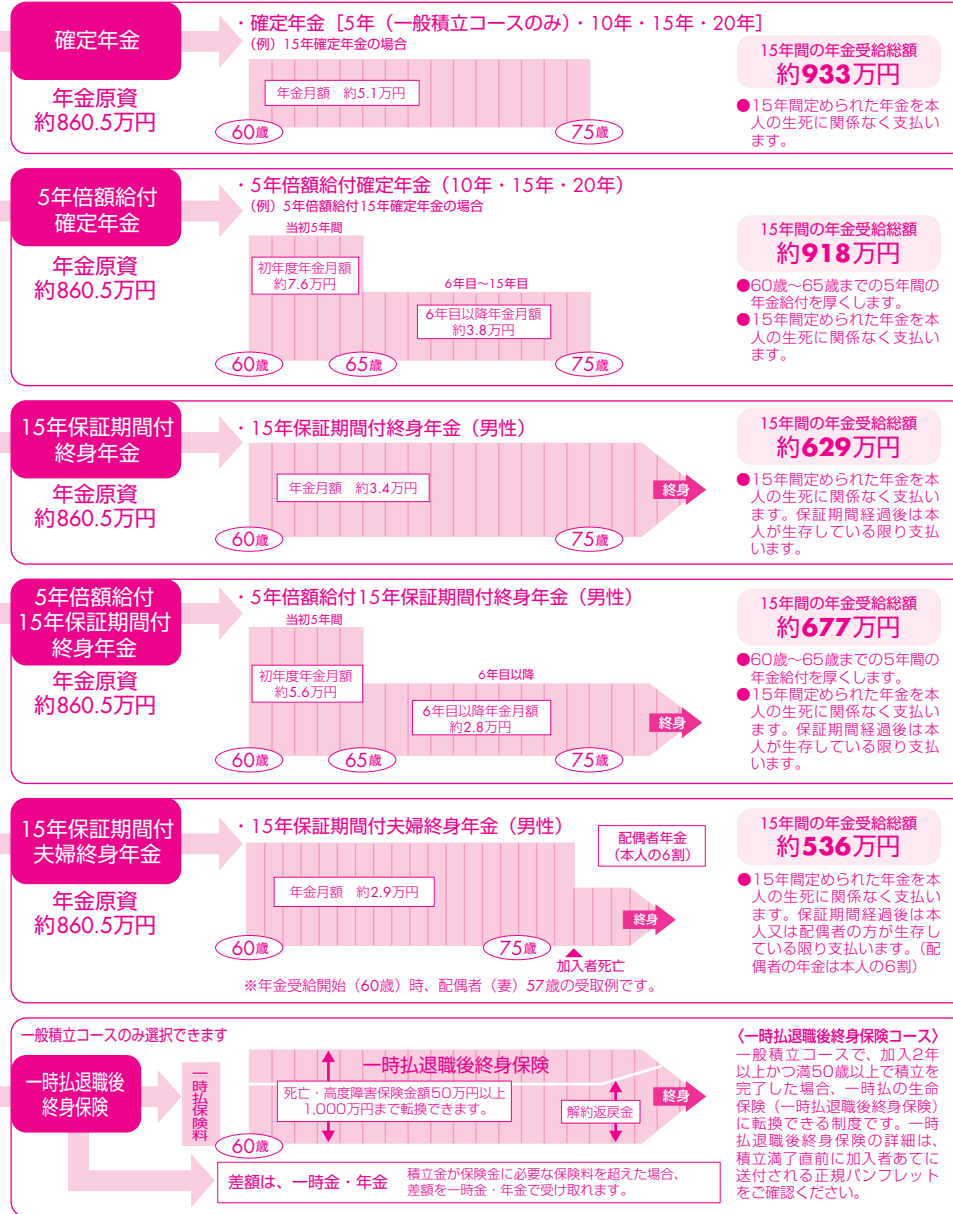 確定年金
年金原資
約860.5万円
・確定年金［5年（一般積立コースのみ）・10年・15年・20年］
（例）15年確定年金の場合
年金月額　約5.1万円
60歳
75歳
15年間の年金受給総額
約933万円
●15年間定められた年金を本
人の生死に関係なく支払い
ます。
5年倍額給付
確定年金
年金原資
約860.5万円
・5年倍額給付確定年金（10年・15年・20年）
（例）5年倍額給付15年確定年金の場合
当初5年間
初年度年金月額
約7.6万円
6年目～15年目
6年目以降年金月額
約3.8万円
60歳
65歳
75歳
15年間の年金受給総額
約918万円
●60歳～65歳までの5年間の
年金給付を厚くします。
●15年間定められた年金を本
人の生死に関係なく支払い
ます。
15年保証期間付
終身年金
年金原資
約860.5万円
・15年保証期間付終身年金（男性）
年金月額　約3.4万円
終身
60歳
75歳
15年間の年金受給総額
約629万円
●15年間定められた年金を本
人の生死に関係なく支払い
ます。保証期間経過後は本
人が生存している限り支払
います。
5年倍額給付
15年保証期間付
終身年金
年金原資
約860.5万円
・5年倍額給付15年保証期間付終身年金（男性）
当初5年間
初年度年金月額
約5.6万円
6年目以降
6年目以降年金月額
約2.8万円
終身
60歳
65歳
75歳
15年間の年金受給総額
約677万円
●60歳～65歳までの5年間の
年金給付を厚くします。
●15年間定められた年金を本
人の生死に関係なく支払い
ます。保証期間経過後は本
人が生存している限り支払
います。
15年保証期間付
夫婦終身年金
年金原資
約860.5万円
・15年保証期間付夫婦終身年金（男性）
配偶者年金
（本人の6割）
年金月額　約2.9万円
終身
60歳
75歳
加入者死亡
※年金受給開始（60歳）時、配偶者（妻）57歳の受取例です。
15年間の年金受給総額
約536万円
●15年間定められた年金を本
人の生死に関係なく支払い
ます。保証期間経過後は本
人又は配偶者の方が生存し
ている限り支払います。（配
偶者の年金は本人の6割）
一般積立コースのみ選択できます
一時払退職後
終身保険
一時払保険料
一時払退職後終身保険
死亡・高度障害保険金額50万円以上
1,000万円まで転換できます。
解約返戻金
終身
60歳
差額は、一時金・年金
積立金が保険金に必要な保険料を超えた場合、
差額を一時金・年金で受け取れます。
〈一時払退職後終身保険コース〉
一般積立コースで、加入2年
以上かつ満50歳以上で積立を
完了した場合、一時払の生命
保険（一時払退職後終身保険）
に転換できる制度です。一時
払退職後終身保険の詳細は、
積立満了直前に加入者あてに
送付される正規パンフレット
をご確認ください。